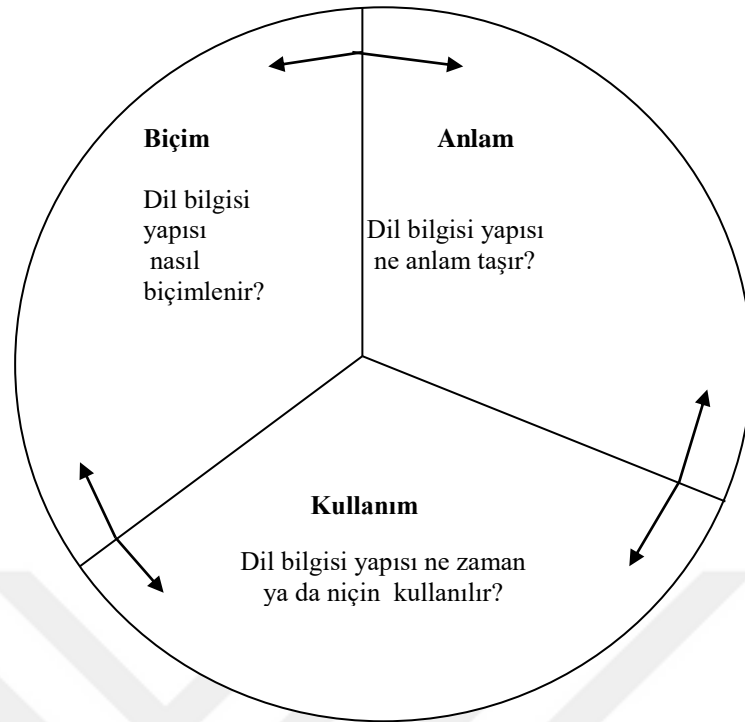 Biçim
Dil bilgisi
yapısı
nasıl
biçimlenir?
Anlam
Dil bilgisi yapısı
ne anlam taşır?
Kullanım
Dil bilgisi yapısı ne zaman
ya da niçin kullanılır?